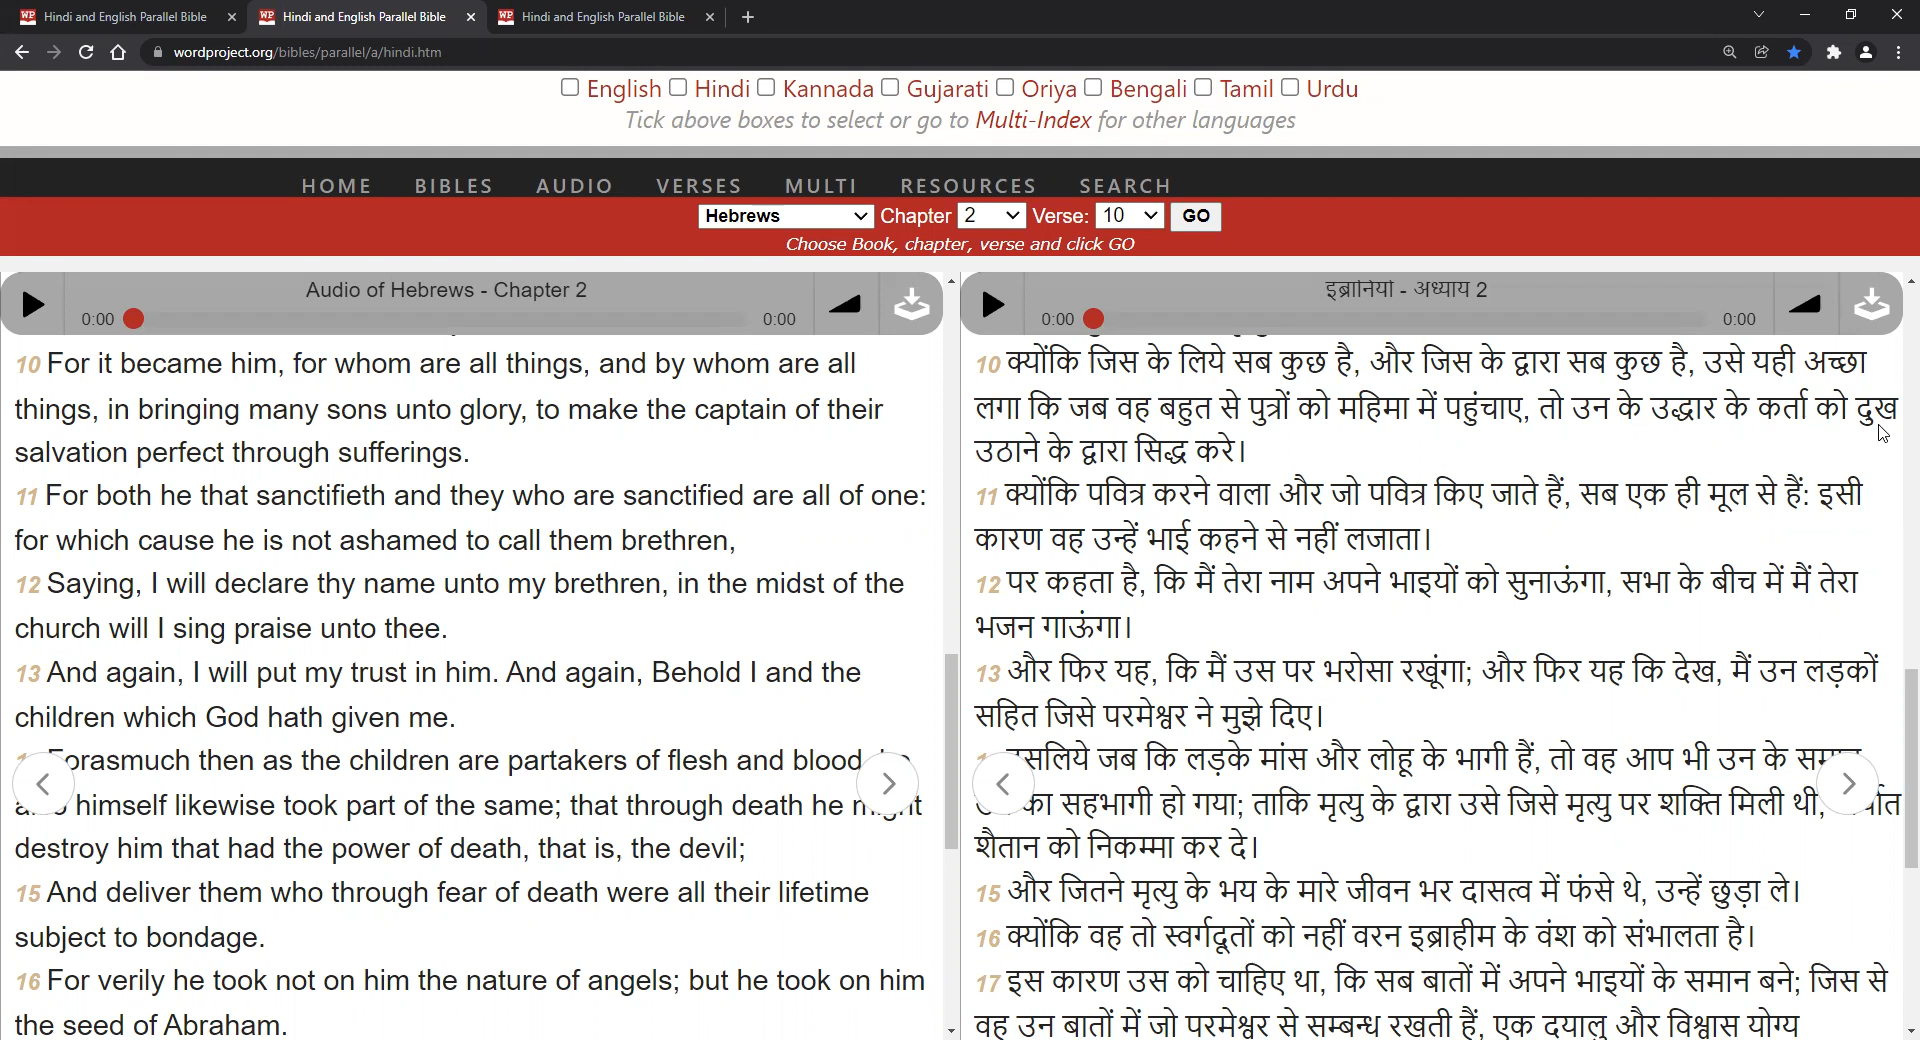 Hindi and English Parallel Bible
Hindi and English Parallel Bible
Hindi and English Parallel Bible
wordproject.org/bibles/parallel/a/hindi.htm
English Hindi Kannada Gujarati Oriya Bengali Tamil Urdu
Tick above boxes to select or go to Multi-Index for other languages
HOME BIBLES AUDIO VERSES MULTI RESOURCES SEARCH
Hebrews Chapter 2 Verse: 10 GO
Choose Book, chapter, verse and click GO
Audio of Hebrews - Chapter 2
0:00 0:00
10 For it became him, for whom are all things, and by whom are all
things, in bringing many sons unto glory, to make the captain of their
salvation perfect through sufferings.
11 For both he that sanctifieth and they who are sanctified are all of one:
for which cause he is not ashamed to call them brethren,
12 Saying, I will declare thy name unto my brethren, in the midst of the
church will I sing praise unto thee.
13 And again, I will put my trust in him. And again, Behold I and the
children which God hath given me.
Forasmuch then as the children are partakers of flesh and blood,
himself likewise took part of the same; that through death he might
destroy him that had the power of death, that is, the devil;
15 And deliver them who through fear of death were all their lifetime
subject to bondage.
16 For verily he took not on him the nature of angels; but he took on him
the seed of Abraham.
इब्रानियों - अध्याय 2
0:00 0:00
10 क्योंकि जिस के लिये सब कुछ है, और जिस के द्वारा सब कुछ है, उसे यही अच्छा
लगा कि जब वह बहुत से पुत्रों को महिमा में पहुंचाए, तो उन के उद्धार के कर्ता को दुख
उठाने के द्वारा सिद्ध करे।
11 क्योंकि पवित्र करने वाला और जो पवित्र किए जाते हैं, सब एक ही मूल से हैं: इसी
कारण वह उन्हें भाई कहने से नहीं लजाता।
12 पर कहता है, कि मैं तेरा नाम अपने भाइयों को सुनाऊंगा, सभा के बीच में मैं तेरा
भजन गाऊंगा।
13 और फिर यह, कि मैं उस पर भरोसा रखूंगा; और फिर यह कि देख, मैं उन लड़कों
सहित जिसे परमेश्वर ने मुझे दिए।
इसलिये जब कि लड़के मांस और लोहू के भागी हैं, तो वह आप भी उन के समान
का सहभागी हो गया; ताकि मृत्यु के द्वारा उसे जिसे मृत्यु पर शक्ति मिली थी,
शैतान को निकम्मा कर दे।
15 और जितने मृत्यु के भय के मारे जीवन भर दासत्व में फंसे थे, उन्हें छुड़ा ले।
16 क्योंकि वह तो स्वर्गदूतों को नहीं वरन इब्राहीम के वंश को संभालता है।
17 इस कारण उस को चाहिए था, कि सब बातों में अपने भाइयों के समान बने; जिस से
वह उन बातों में जो परमेश्वर से सम्बन्ध रखती हैं, एक दयालु और विश्वास योग्य